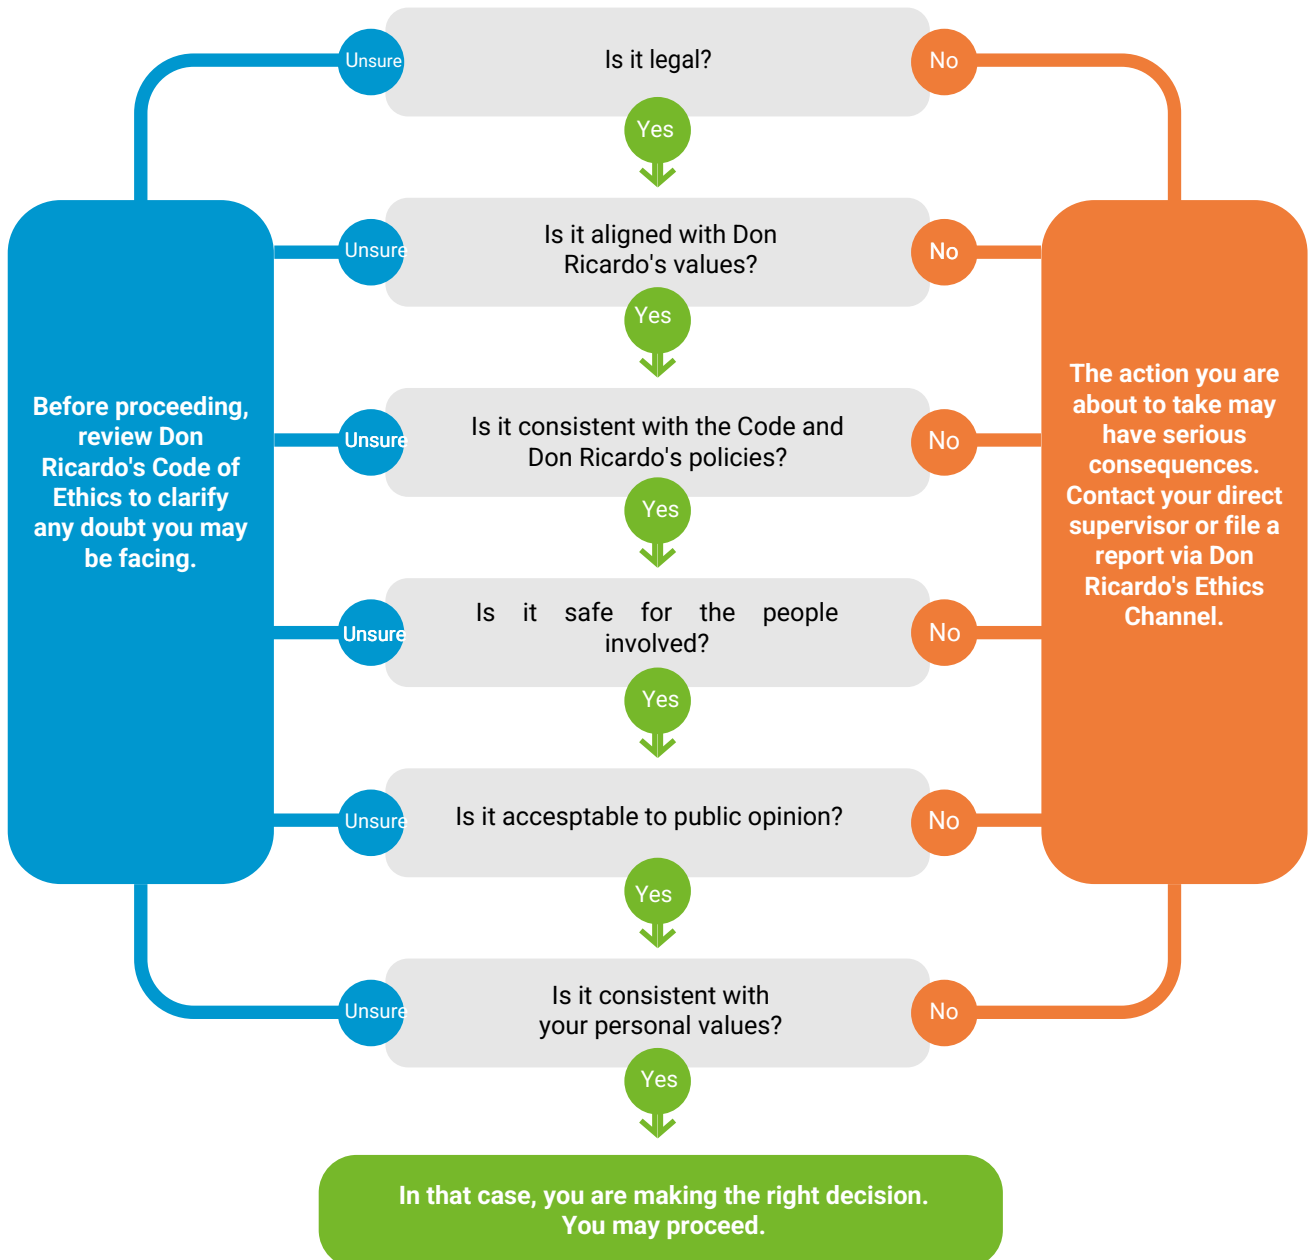 Unsure
Is it legal?
No
Yes
Unsure
Is it aligned with Don
Ricardo's values?
No
Yes
Before proceeding,
review Don
Ricardo's Code of
Ethics to clarify
any doubt you may
be facing.
Unsure
Is it consistent with the Code and
Don Ricardo's policies?
No
The action you are
about to take may
have serious
consequences.
Contact your direct
supervisor or file a
report via Don
Ricardo's Ethics
Channel.
Yes
Unsure
Is it safe for the people
involved?
No
Yes
Unsure
Is it accesptable to public opinion?
No
Yes
Unsure
Is it consistent with
your personal values?
No
Yes
In that case, you are making the right decision.
You may proceed.